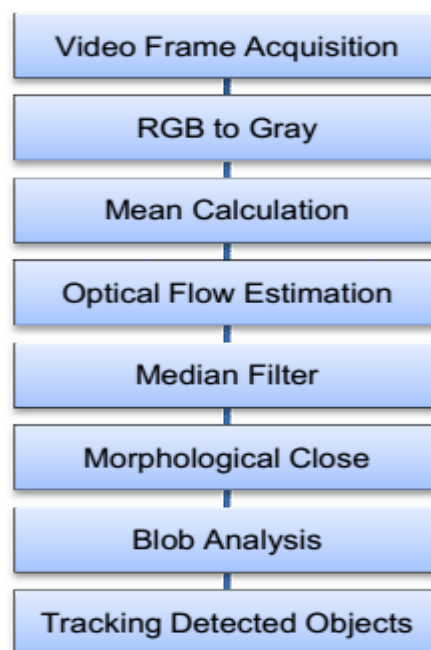 Video Frame Acquisition
RGB to Gray
Mean Calculation
Optical Flow Estimation
Median Filter
Morphological Close
Blob Analysis
Tracking Detected Objects